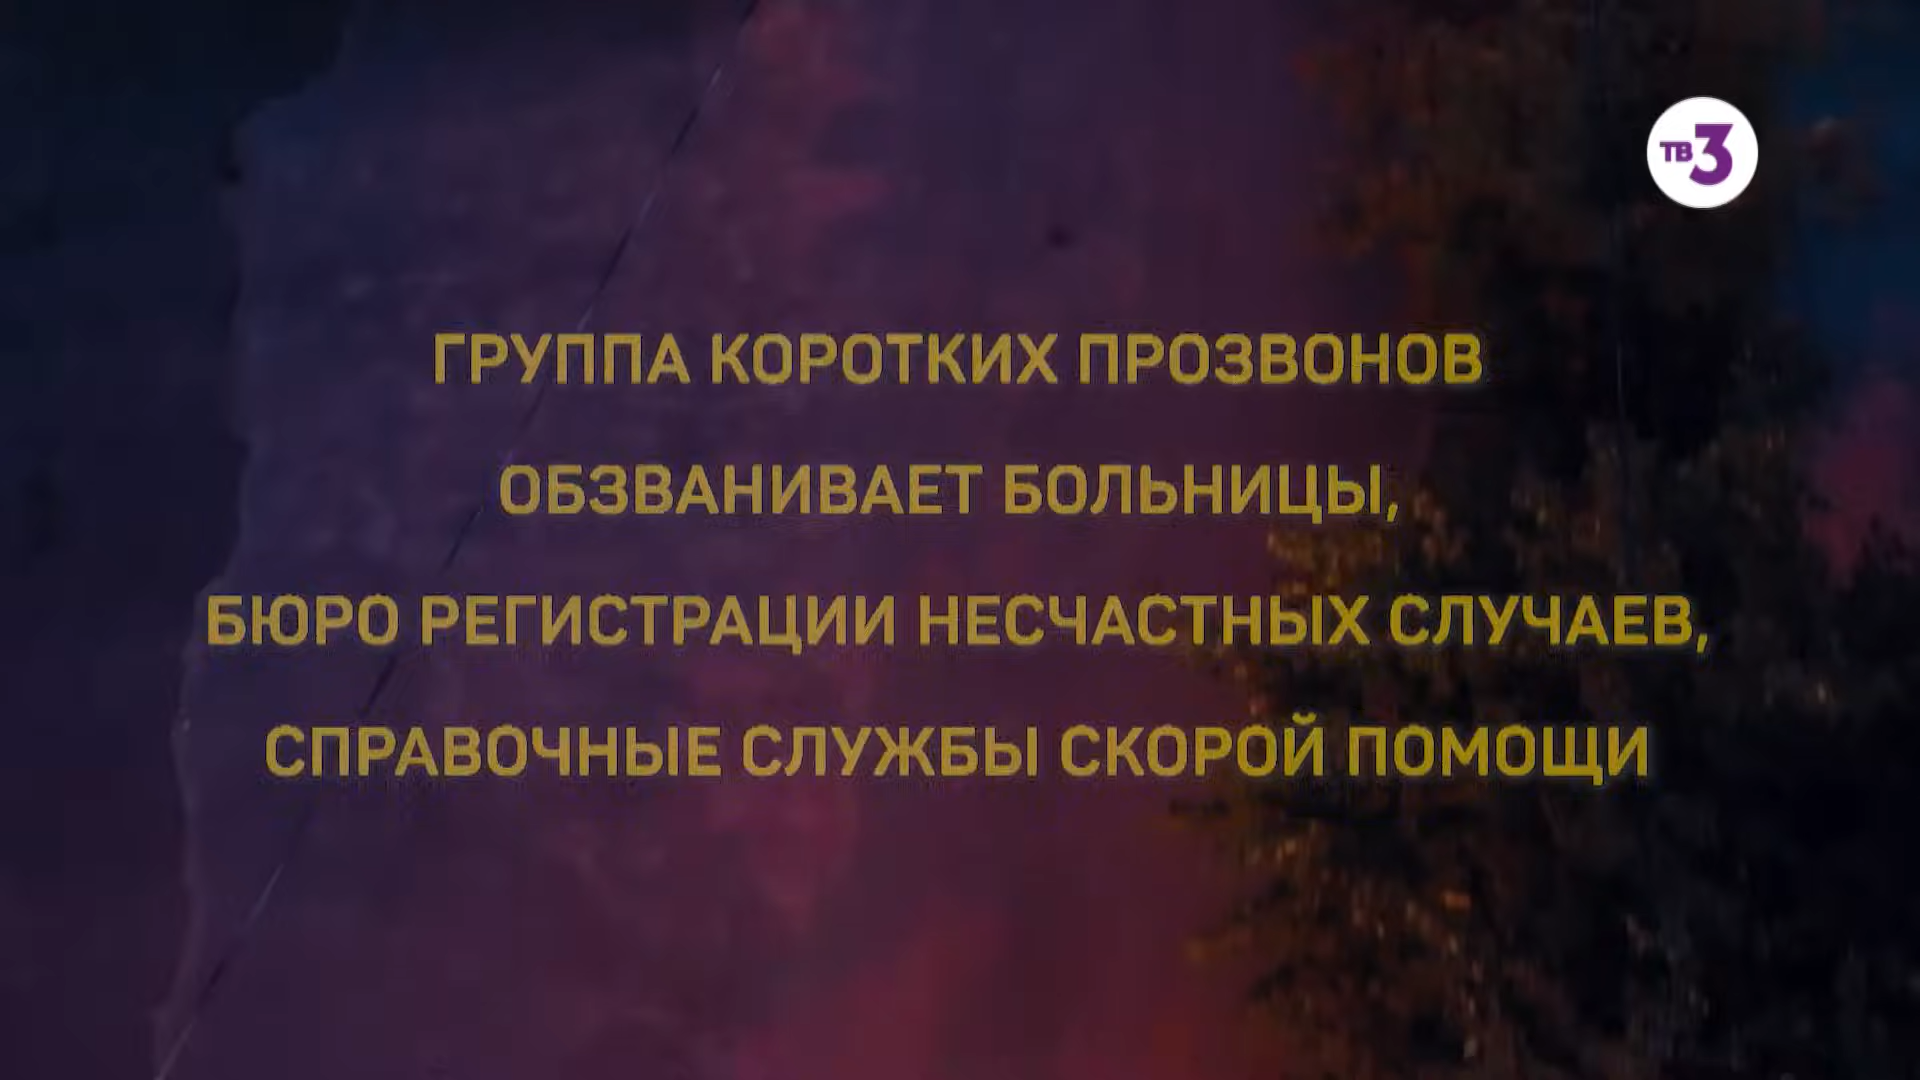 ТВ3
ГРУППА КОРОТКИХ ПРОЗВОНОВ
ОБЗВАНИВАЕТ БОЛЬНИЦЫ,
БЮРО РЕГИСТРАЦИИ НЕСЧАСТНЫХ СЛУЧАЕВ,
СПРАВОЧНЫЕ СЛУЖБЫ СКОРОЙ ПОМОЩИ